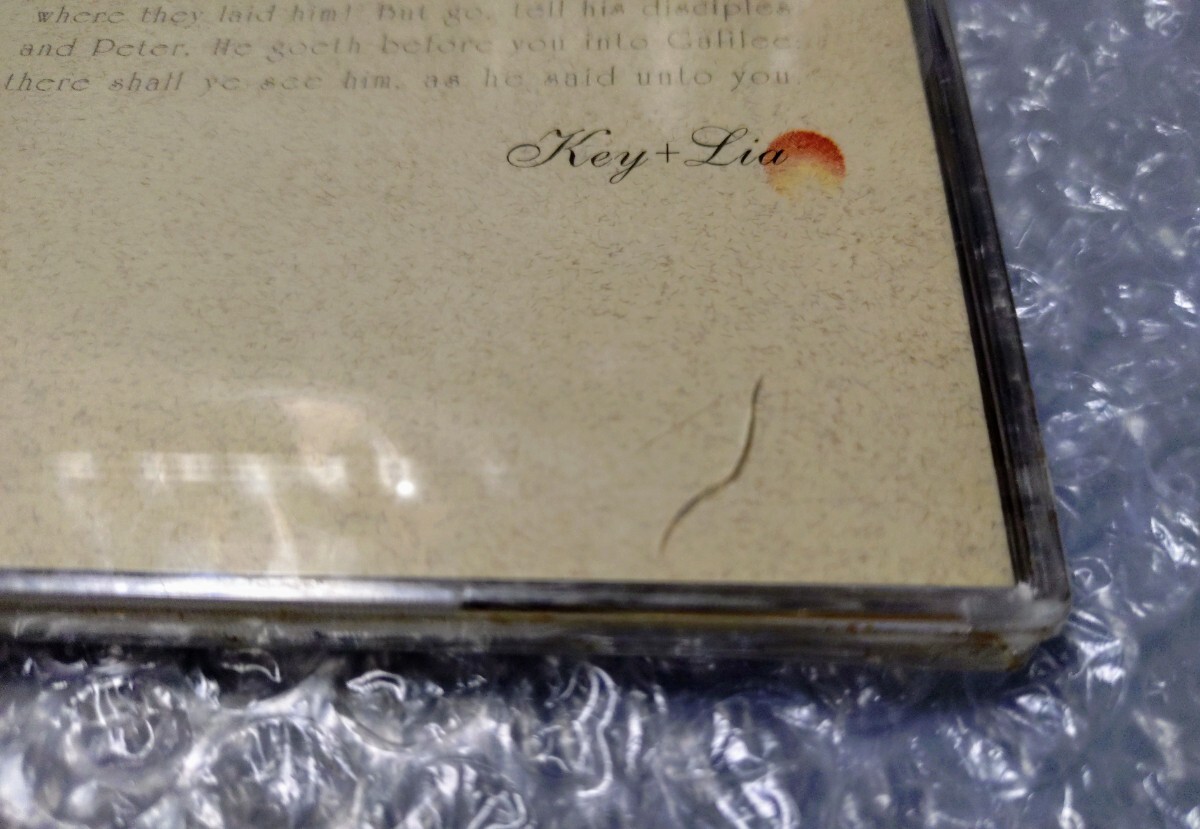 where they laid him! But go, tell his disciples
and Peter. He goeth before you into Galilee
there shall ye see him. as he said unto you.
Key+Lia